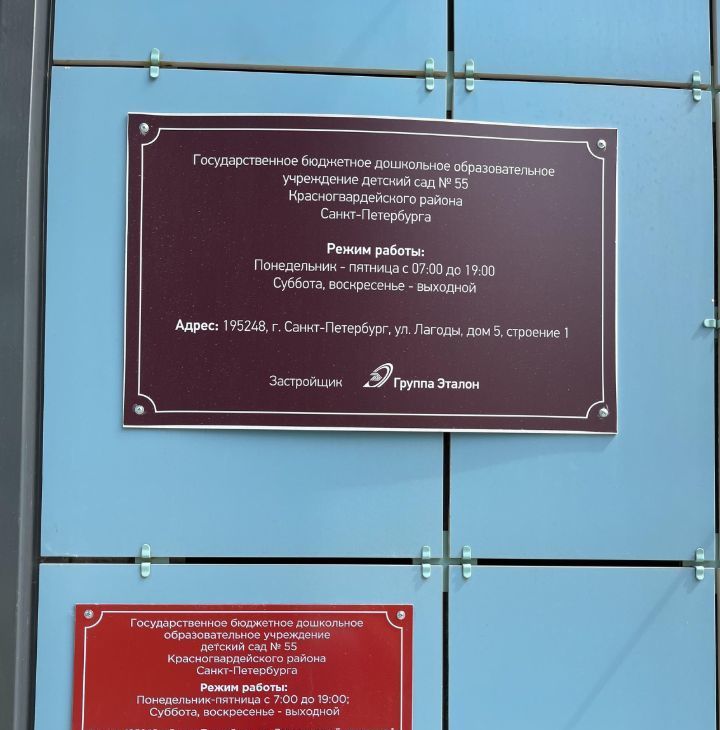 Государственное бюджетное дошкольное образовательное
учреждение детский сад № 55
Красногвардейского района
Санкт-Петербурга
Режим работы:
Понедельник - пятница с 07:00 до 19:00
Суббота, воскресенье - выходной
Адрес: 195248, г. Санкт-Петербург, ул. Лагоды, дом 5, строение 1
Застройщик Группа Эталон
Государственное бюджетное дошкольное
образовательное учреждение
детский сад № 55
Красногвардейского района
Санкт-Петербурга
Режим работы:
Понедельник-пятница с 7:00 до 19:00;
Суббота, воскресенье - выходной